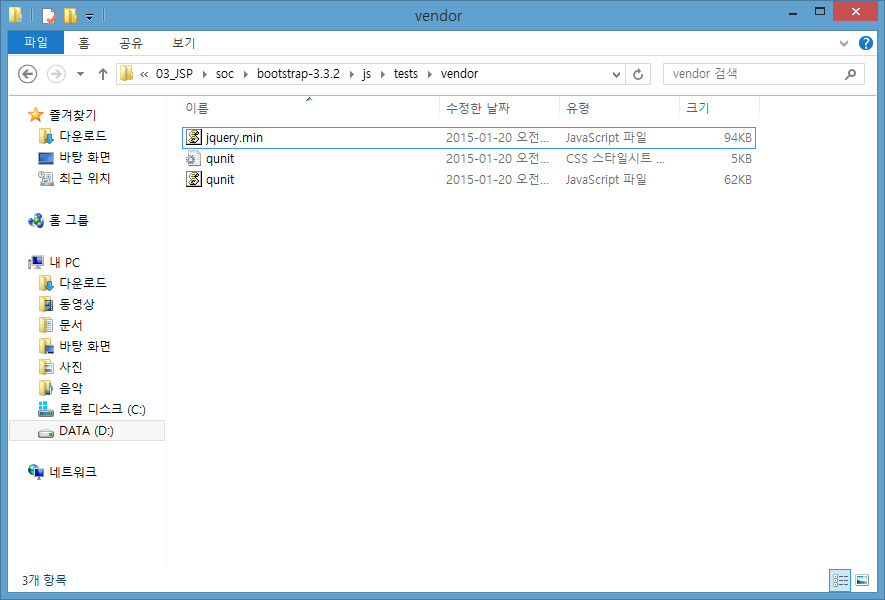 vendor
파일 홈 공유 보기
« 03_JSP soc bootstrap-3.3.2 js tests vendor vendor 검색
이름 수정한 날짜 유형 크기
jquery.min 2015-01-20 오전... JavaScript 파일 94KB
qunit 2015-01-20 오전... CSS 스타일시트 ... 5KB
qunit 2015-01-20 오전... JavaScript 파일 62KB
즐겨찾기
다운로드
바탕 화면
최근 위치
홈 그룹
내 PC
다운로드
동영상
문서
바탕 화면
사진
음악
로컬 디스크 (C:)
DATA (D:)
네트워크
3개 항목